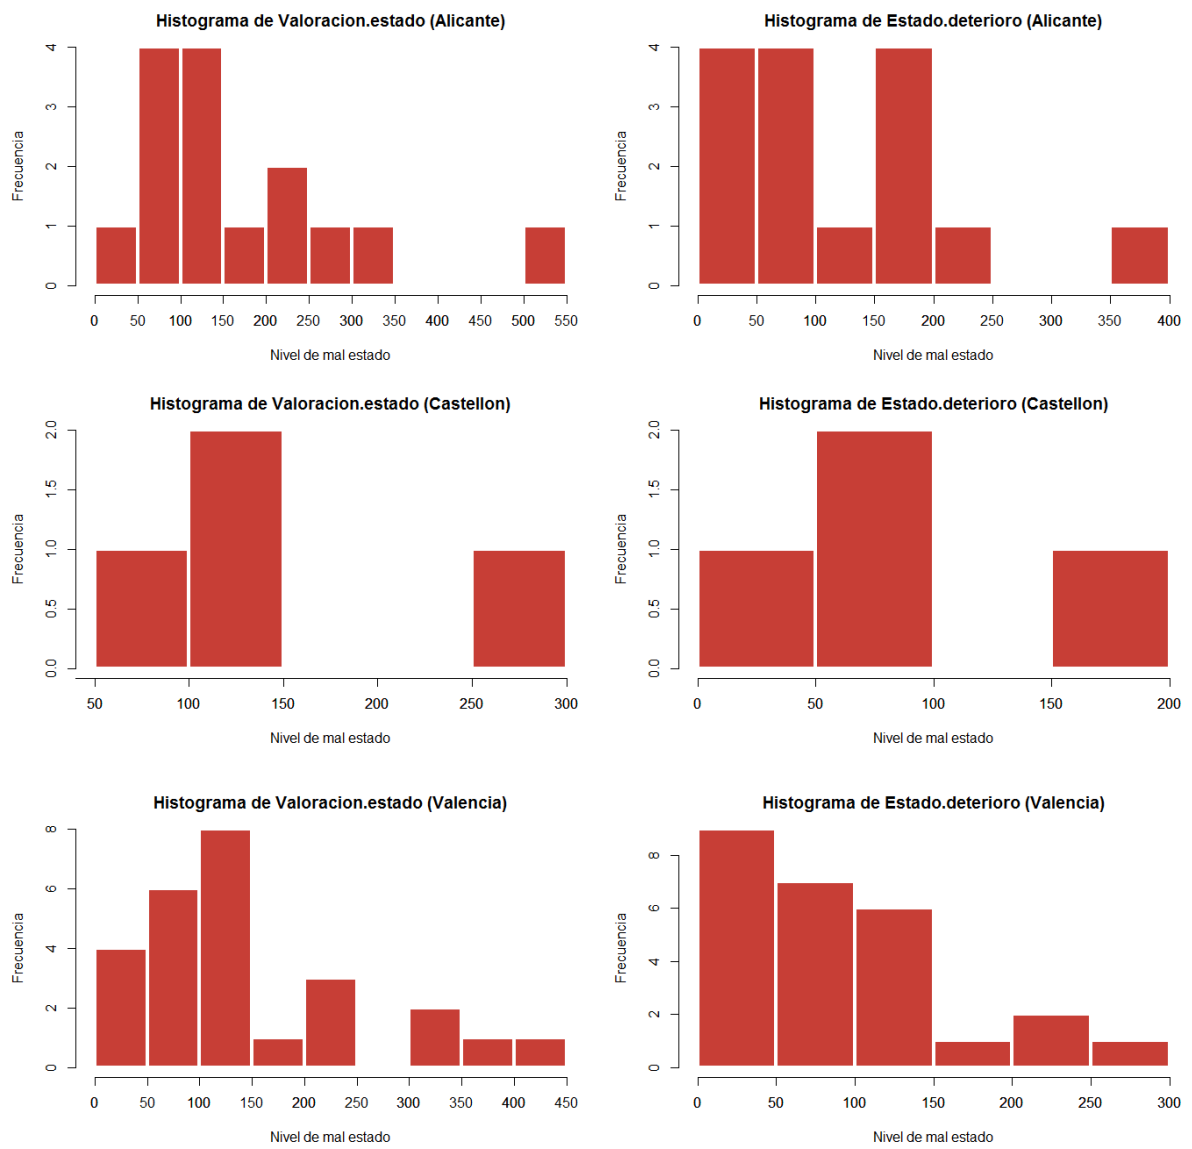 Histograma de Valoracion.estado (Alicante)
Frecuencia
4
3
2
1
0
0 50 100 150 200 250 300 350 400 450 500 550
Nivel de mal estado
Histograma de Estado.deterioro (Alicante)
Frecuencia
4
3
2
1
0
0 50 100 150 200 250 300 350 400
Nivel de mal estado
Histograma de Valoracion.estado (Castellon)
Frecuencia
2.0
1.5
1.0
0.5
0.0
50 100 150 200 250 300
Nivel de mal estado
Histograma de Estado.deterioro (Castellon)
Frecuencia
2.0
1.5
1.0
0.5
0.0
0 50 100 150 200
Nivel de mal estado
Histograma de Valoracion.estado (Valencia)
Frecuencia
8
6
4
2
0
0 50 100 150 200 250 300 350 400 450
Nivel de mal estado
Histograma de Estado.deterioro (Valencia)
Frecuencia
8
6
4
2
0
0 50 100 150 200 250 300
Nivel de mal estado